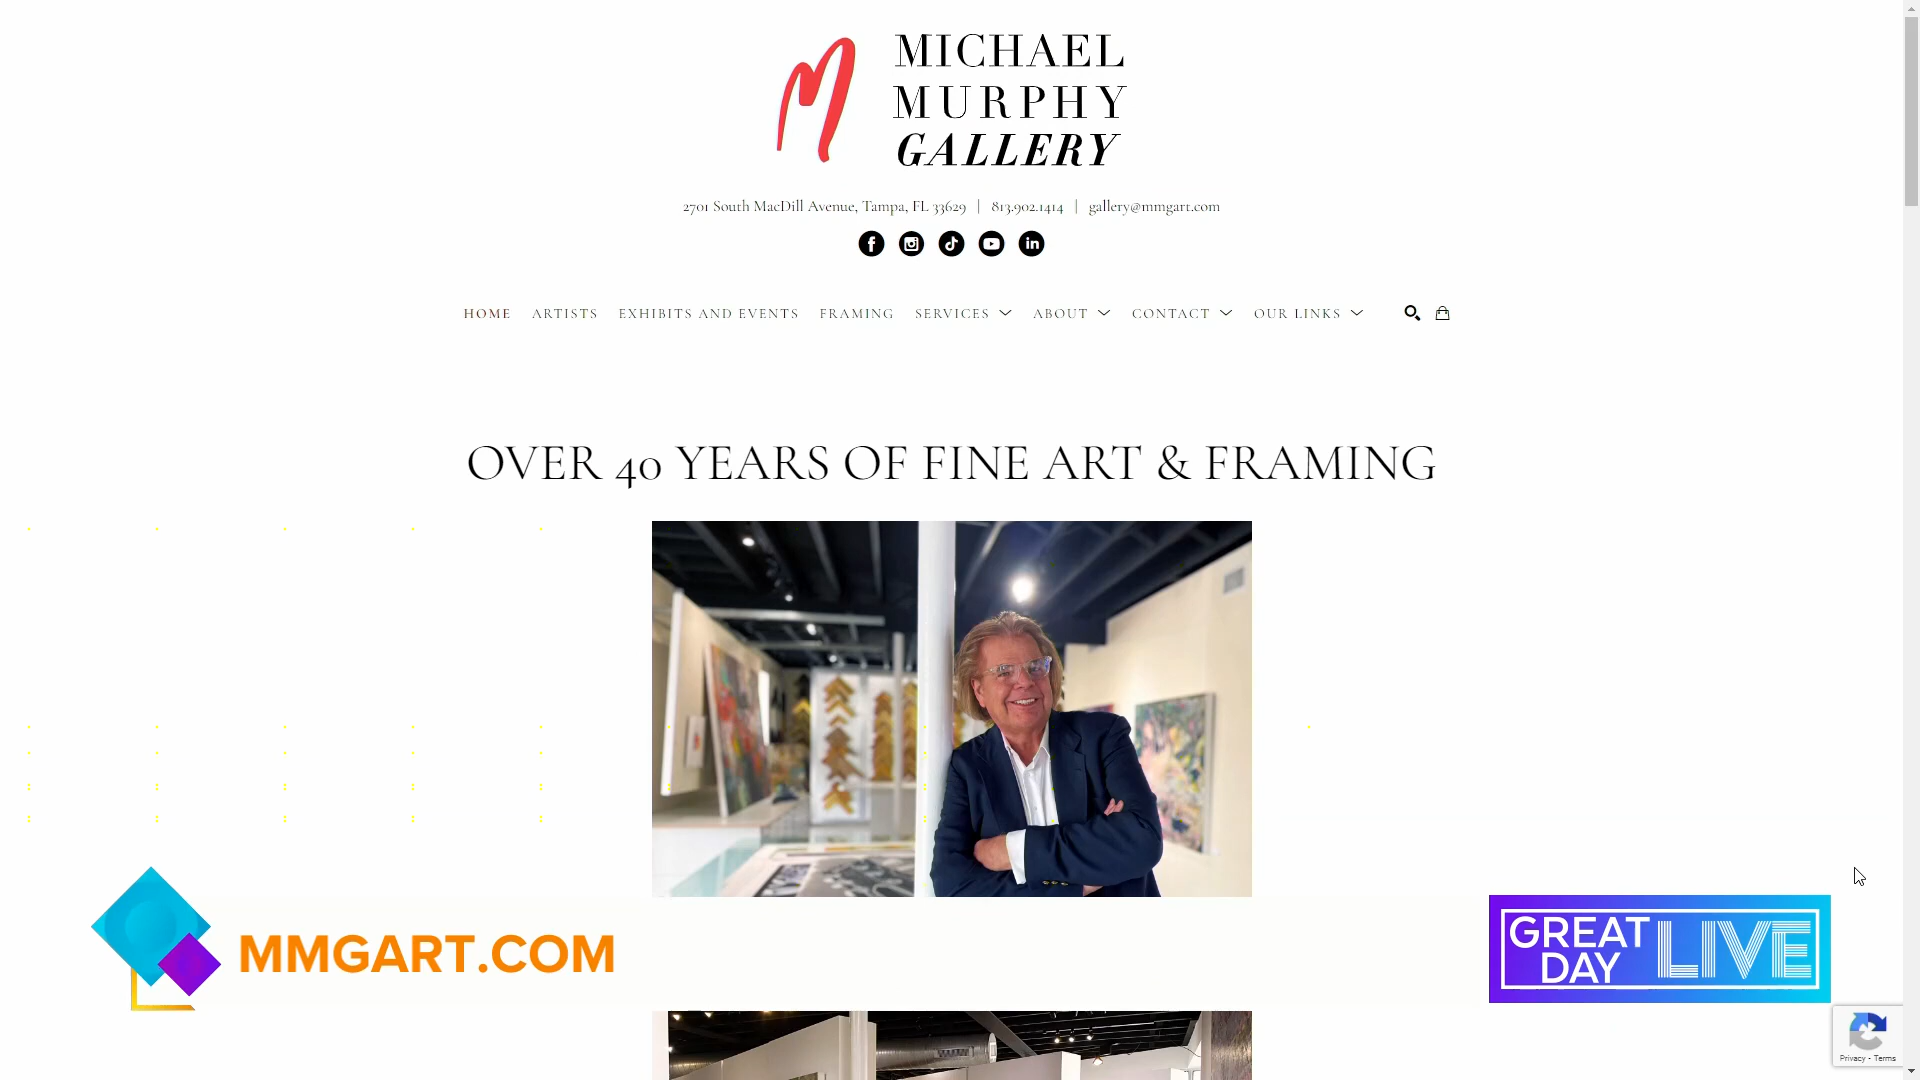 MICHAEL
MURPHY
GALLERY
2701 South MacDill Avenue, Tampa, FL 33629 | 813.902.1414 | gallery@mmgart.com
HOME ARTISTS EXHIBITS AND EVENTS FRAMING SERVICES ABOUT CONTACT OUR LINKS
OVER 40 YEARS OF FINE ART & FRAMING
MMGART.COM
GREAT DAY LIVE
Privacy - Terms